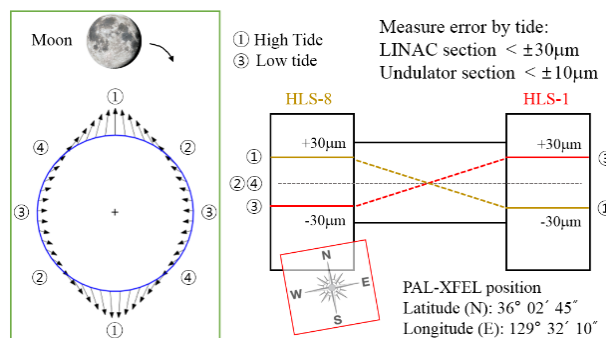 Moon
① High Tide
③ Low tide
①
④
②
③
③
②
④
①
Measure error by tide:
LINAC section < ±30μm
Undulator section < ±10μm
HLS-8
HLS-1
+30μm
+30μm
①
③
②④
③
①
-30μm
-30μm
N
W
E
S
PAL-XFEL position
Latitude (N): 36° 02′ 45″
Longitude (E): 129° 32′ 10″